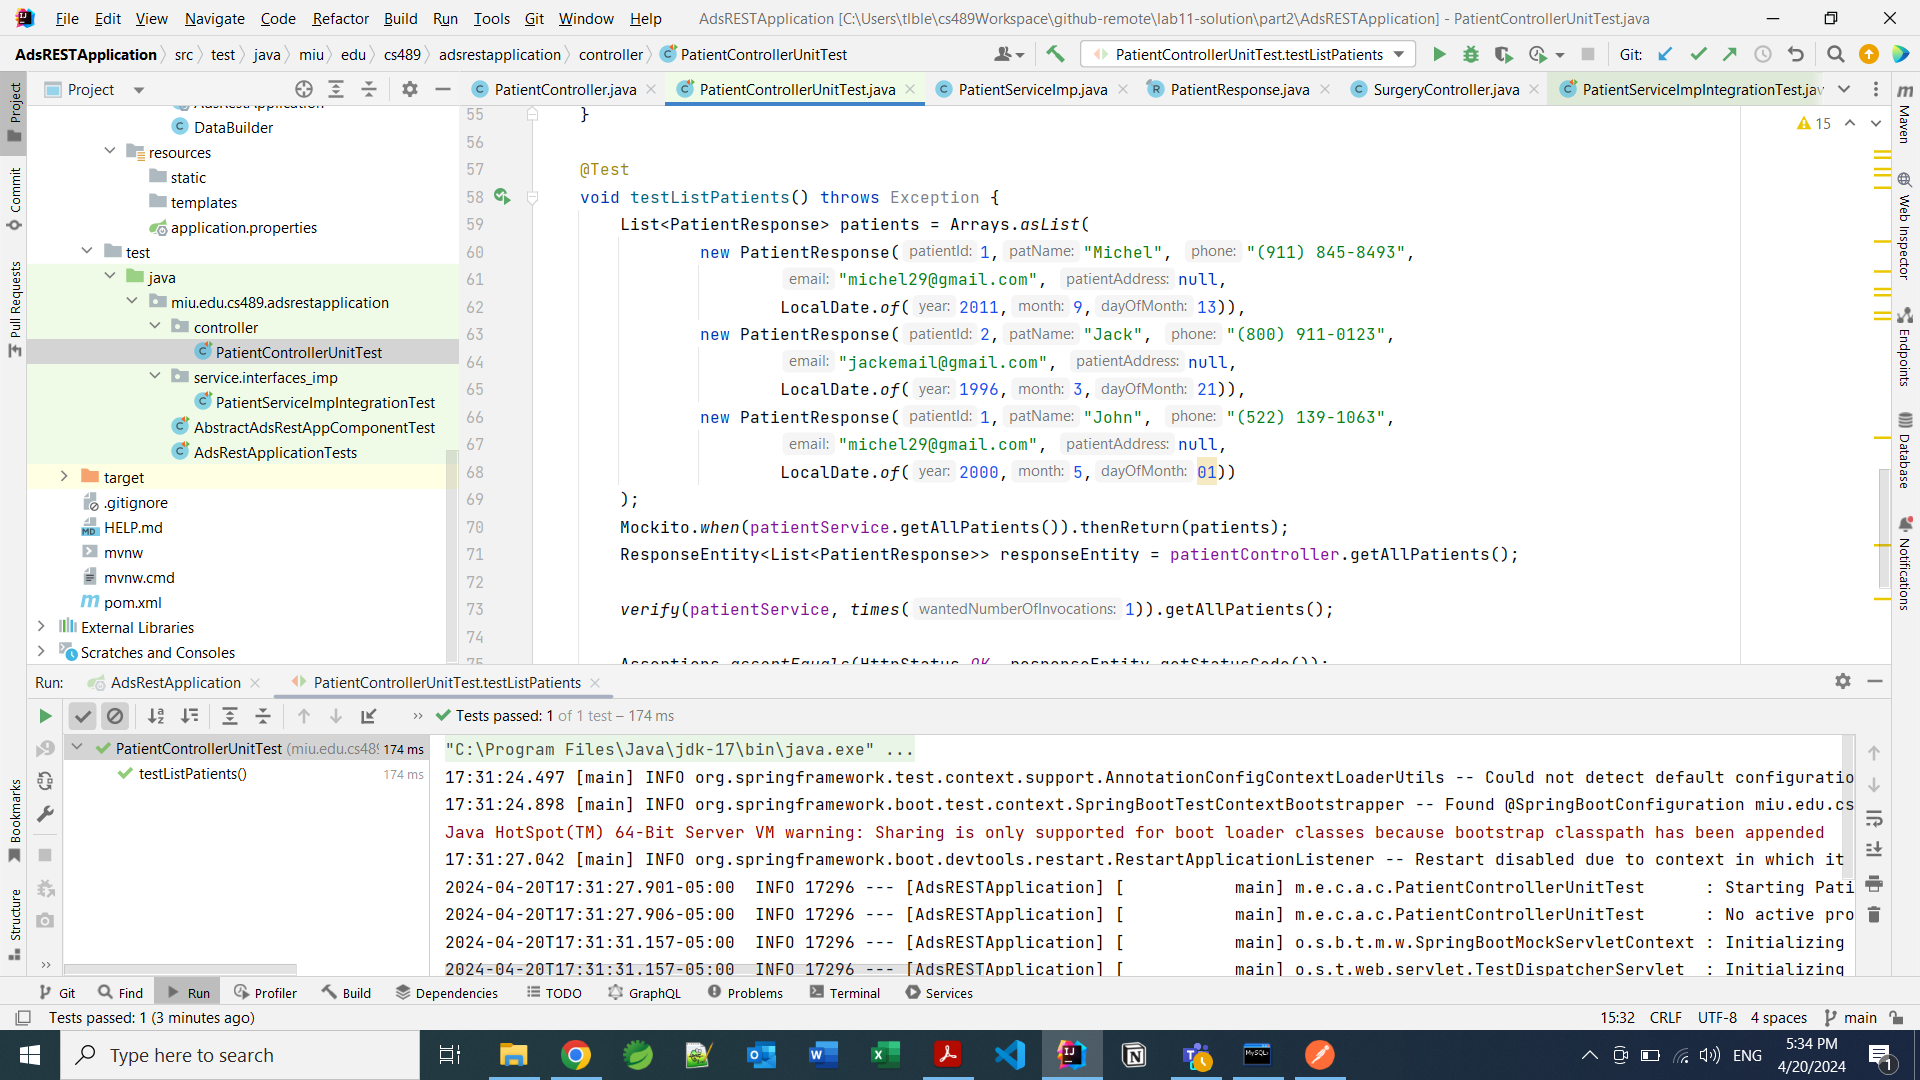 File Edit View Navigate Code Refactor Build Run Tools Git Window Help AdsRESTApplication [C:\Users\tlble\cs489Workspace\github-remote\lab11-solution\part2\AdsRESTApplication] - PatientControllerUnitTest.java
AdsRESTApplication src test java miu edu cs489 adsrestapplication controller PatientControllerUnitTest PatientControllerUnitTest.testListPatients Git:
Project PatientController.java PatientControllerUnitTest.java PatientServiceImp.java PatientResponse.java SurgeryController.java PatientServiceImpIntegrationTest.jav
Project
Commit
Pull Requests
Bookmarks
Structure
AdsRestApplication
DataBuilder
resources
static
templates
application.properties
test
java
miu.edu.cs489.adsrestapplication
controller
PatientControllerUnitTest
service.interfaces_imp
PatientServiceImpIntegrationTest
AbstractAdsRestAppComponentTest
AdsRestApplicationTests
target
.gitignore
HELP.md
mvnw
mvnw.cmd
pom.xml
External Libraries
Scratches and Consoles
15
55 }
56
57 @Test
58 void testListPatients() throws Exception {
59 List<PatientResponse> patients = Arrays.asList(
60 new PatientResponse( patientId: 1, patName: "Michel", phone: "(911) 845-8493",
61 email: "michel29@gmail.com", patientAddress: null,
62 LocalDate.of( year: 2011, month: 9, dayOfMonth: 13)),
63 new PatientResponse( patientId: 2, patName: "Jack", phone: "(800) 911-0123",
64 email: "jackemail@gmail.com", patientAddress: null,
65 LocalDate.of( year: 1996, month: 3, dayOfMonth: 21)),
66 new PatientResponse( patientId: 1, patName: "John", phone: "(522) 139-1063",
67 email: "michel29@gmail.com", patientAddress: null,
68 LocalDate.of( year: 2000, month: 5, dayOfMonth: 01))
69 );
70 Mockito.when(patientService.getAllPatients()).thenReturn(patients);
71 ResponseEntity<List<PatientResponse>> responseEntity = patientController.getAllPatients();
72
73 verify(patientService, times( wantedNumberOfInvocations: 1)).getAllPatients();
74
75 Assertions.assertEquals(HttpStatus.OK, responseEntity.getStatusCode());
Maven
Web Inspector
Endpoints
Database
Notifications
Run: AdsRestApplication PatientControllerUnitTest.testListPatients
Tests passed: 1 of 1 test – 174 ms
PatientControllerUnitTest (miu.edu.cs489 174 ms
testListPatients() 174 ms
"C:\Program Files\Java\jdk-17\bin\java.exe" ...
17:31:24.497 [main] INFO org.springframework.test.context.support.AnnotationConfigContextLoaderUtils -- Could not detect default configuratio
17:31:24.898 [main] INFO org.springframework.boot.test.context.SpringBootTestContextBootstrapper -- Found @SpringBootConfiguration miu.edu.cs
Java HotSpot(TM) 64-Bit Server VM warning: Sharing is only supported for boot loader classes because bootstrap classpath has been appended
17:31:27.042 [main] INFO org.springframework.boot.devtools.restart.RestartApplicationListener -- Restart disabled due to context in which it
2024-04-20T17:31:27.901-05:00 INFO 17296 --- [AdsRESTApplication] [ main] m.e.c.a.c.PatientControllerUnitTest : Starting Pati
2024-04-20T17:31:27.906-05:00 INFO 17296 --- [AdsRESTApplication] [ main] m.e.c.a.c.PatientControllerUnitTest : No active pro
2024-04-20T17:31:31.157-05:00 INFO 17296 --- [AdsRESTApplication] [ main] o.s.b.t.m.w.SpringBootMockServletContext : Initializing
2024-04-20T17:31:31.157-05:00 INFO 17296 --- [AdsRESTApplication] [ main] o.s.t.web.servlet.TestDispatcherServlet : Initializing
Git Find Run Profiler Build Dependencies TODO GraphQL Problems Terminal Services
Tests passed: 1 (3 minutes ago) 15:32 CRLF UTF-8 4 spaces main
Type here to search ENG 5:34 PM
4/20/2024
1